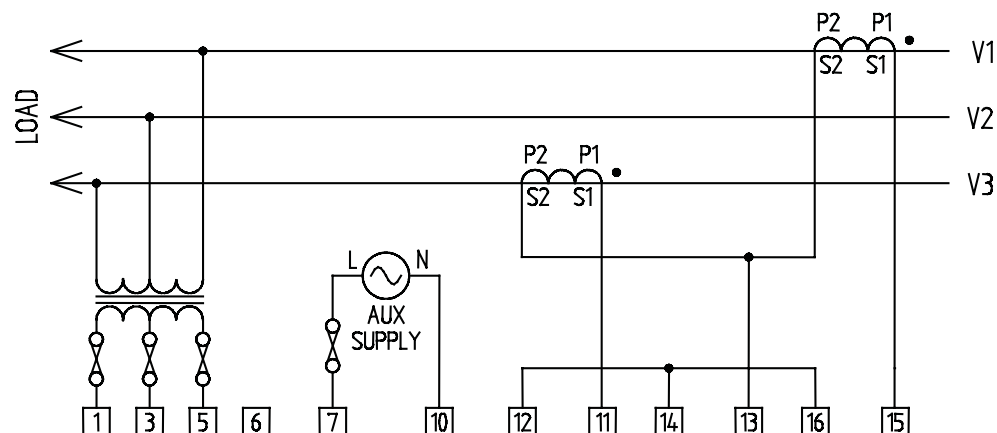 P2 P1
S2 S1
V1
LOAD
V2
P2 P1
S2 S1
V3
L N
AUX
SUPPLY
1 3 5 6 7 10 12 11 14 13 16 15